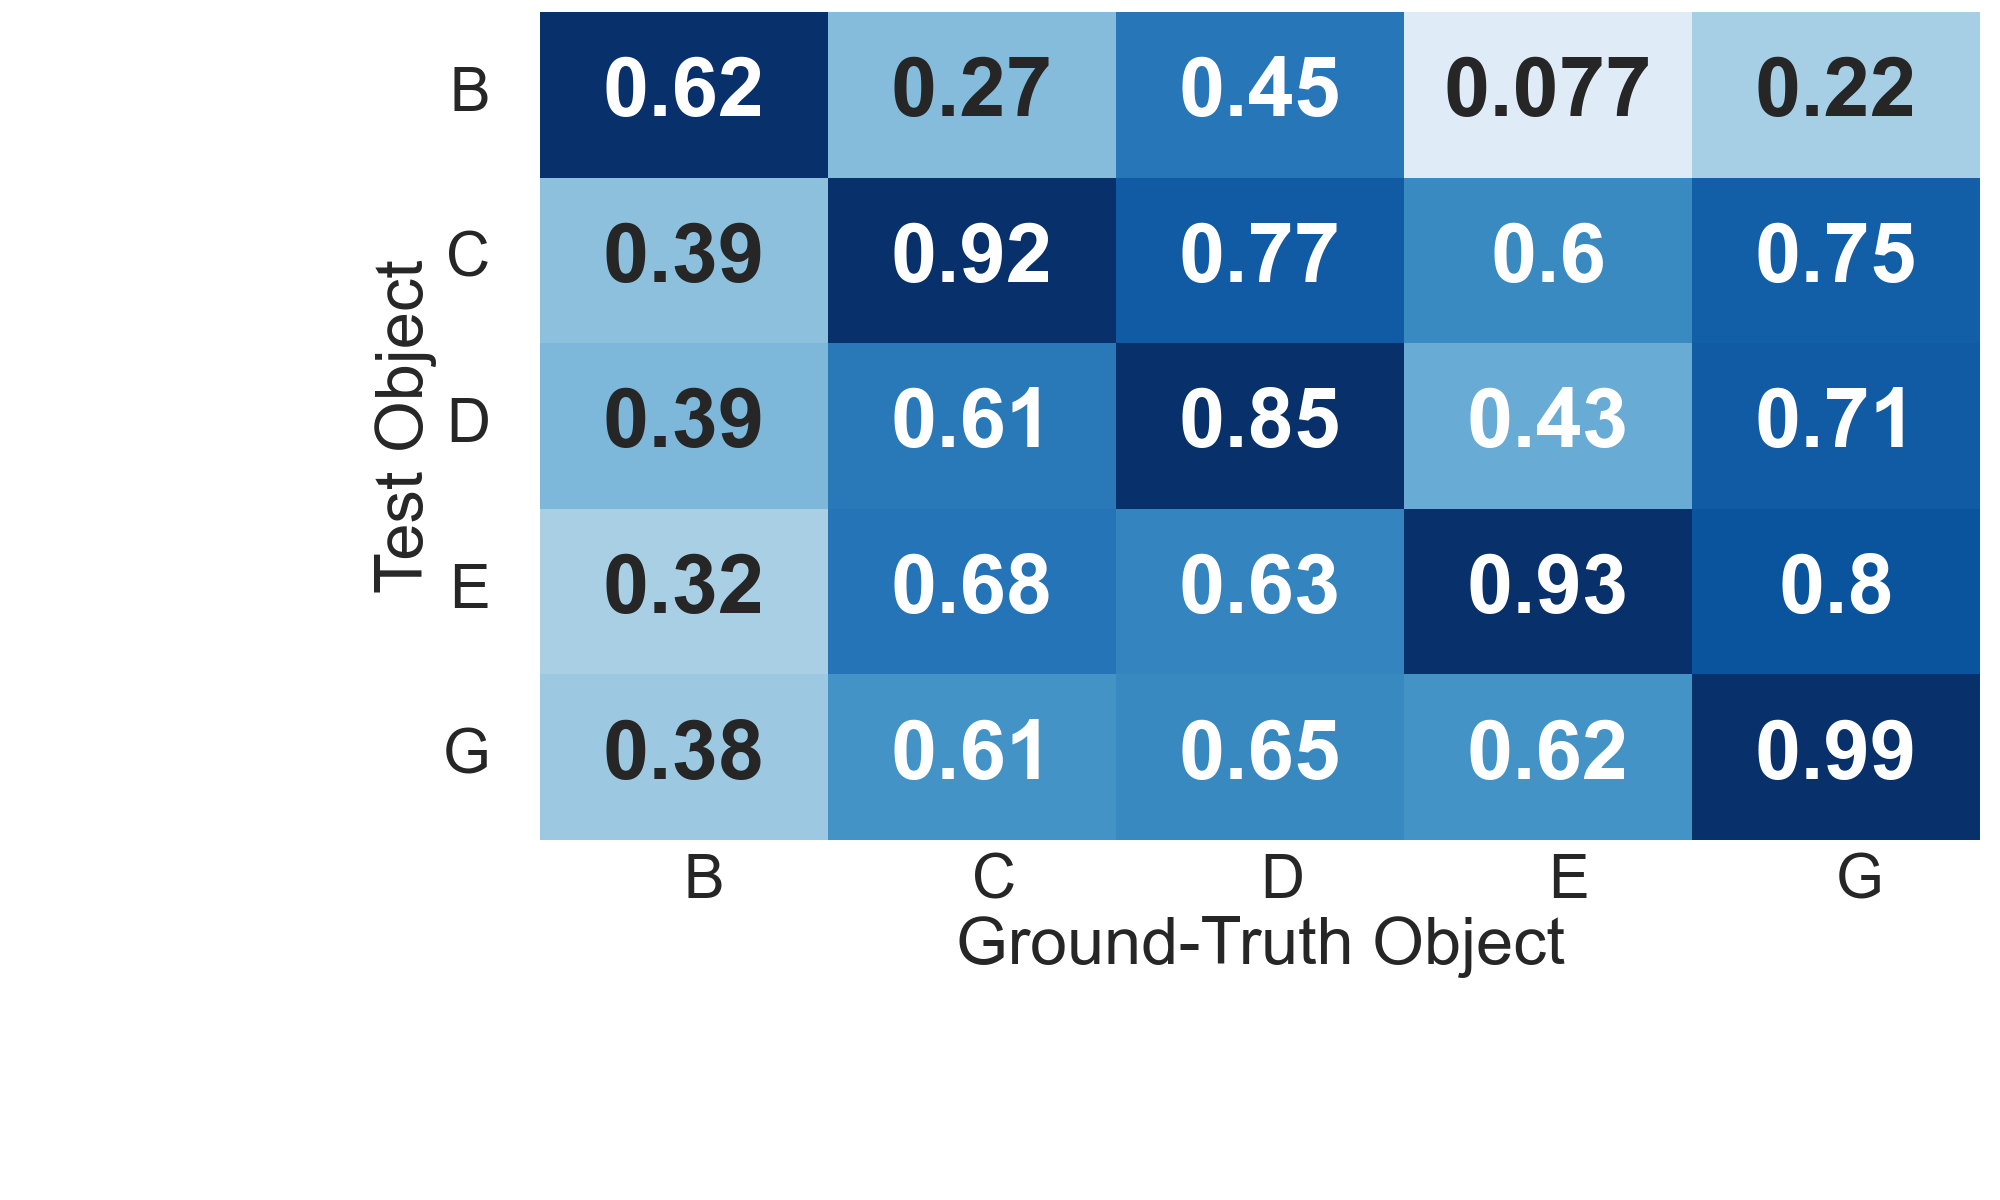 B 0.62 0.27 0.45 0.077 0.22
C 0.39 0.92 0.77 0.6 0.75
D 0.39 0.61 0.85 0.43 0.71
E 0.32 0.68 0.63 0.93 0.8
G 0.38 0.61 0.65 0.62 0.99
B C D E G
Test Object
Ground-Truth Object